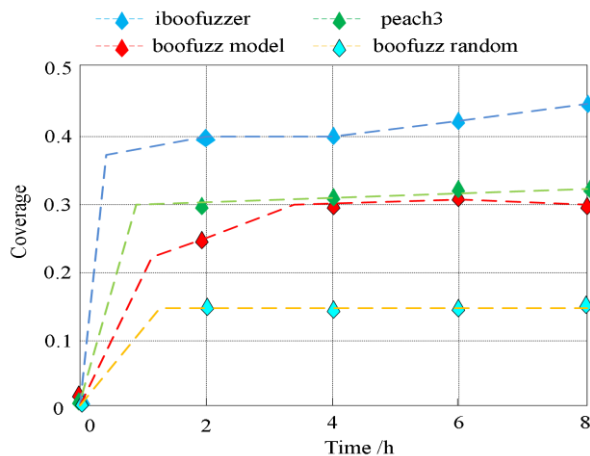 iboofuzzer peach3
boofuzz model boofuzz random
0.5
0.4
0.3
0.2
0.1
0
Coverage
0 2 4 6 8
Time /h